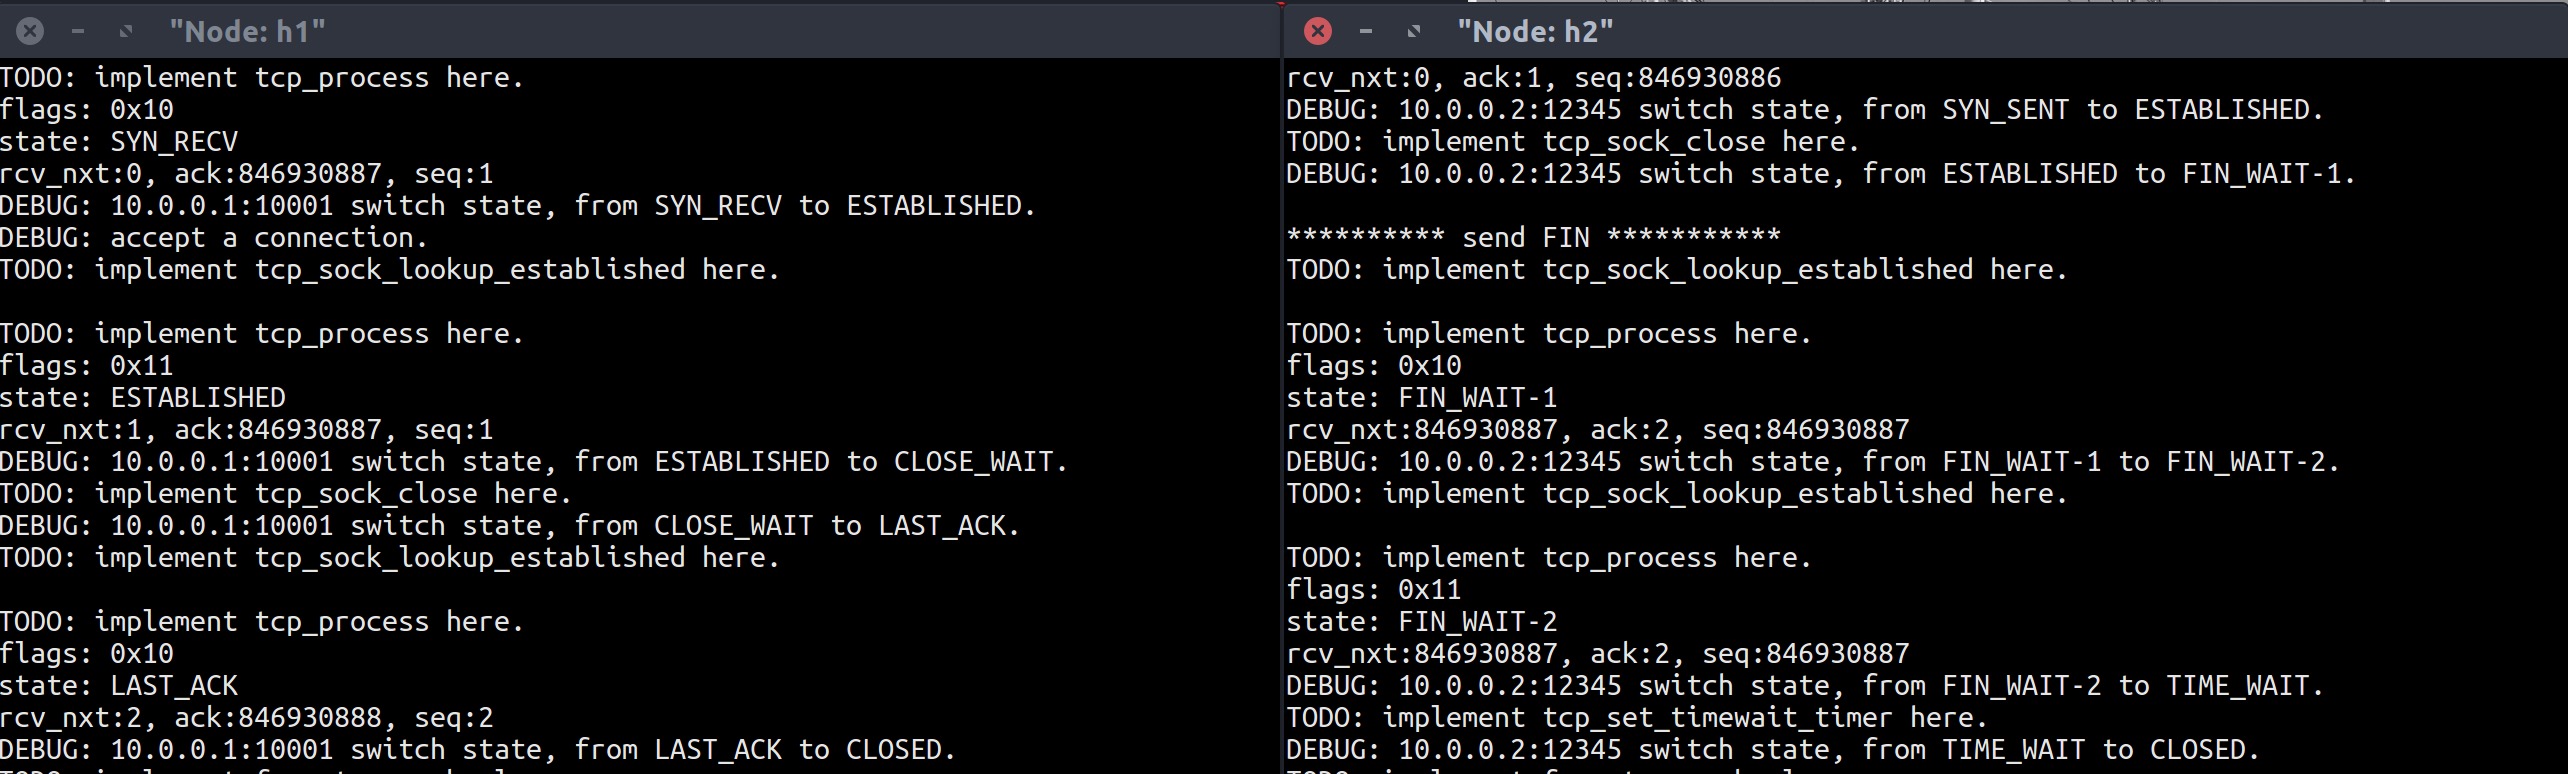 "Node: h1"
TODO: implement tcp_process here.
flags: 0x10
state: SYN_RECV
rcv_nxt:0, ack:846930887, seq:1
DEBUG: 10.0.0.1:10001 switch state, from SYN_RECV to ESTABLISHED.
DEBUG: accept a connection.
TODO: implement tcp_sock_lookup_established here.
TODO: implement tcp_process here.
flags: 0x11
state: ESTABLISHED
rcv_nxt:1, ack:846930887, seq:1
DEBUG: 10.0.0.1:10001 switch state, from ESTABLISHED to CLOSE_WAIT.
TODO: implement tcp_sock_close here.
DEBUG: 10.0.0.1:10001 switch state, from CLOSE_WAIT to LAST_ACK.
TODO: implement tcp_sock_lookup_established here.
TODO: implement tcp_process here.
flags: 0x10
state: LAST_ACK
rcv_nxt:2, ack:846930888, seq:2
DEBUG: 10.0.0.1:10001 switch state, from LAST_ACK to CLOSED.
"Node: h2"
rcv_nxt:0, ack:1, seq:846930886
DEBUG: 10.0.0.2:12345 switch state, from SYN_SENT to ESTABLISHED.
TODO: implement tcp_sock_close here.
DEBUG: 10.0.0.2:12345 switch state, from ESTABLISHED to FIN_WAIT-1.
********** send FIN ***********
TODO: implement tcp_sock_lookup_established here.
TODO: implement tcp_process here.
flags: 0x10
state: FIN_WAIT-1
rcv_nxt:846930887, ack:2, seq:846930887
DEBUG: 10.0.0.2:12345 switch state, from FIN_WAIT-1 to FIN_WAIT-2.
TODO: implement tcp_sock_lookup_established here.
TODO: implement tcp_process here.
flags: 0x11
state: FIN_WAIT-2
rcv_nxt:846930887, ack:2, seq:846930887
DEBUG: 10.0.0.2:12345 switch state, from FIN_WAIT-2 to TIME_WAIT.
TODO: implement tcp_set_timewait_timer here.
DEBUG: 10.0.0.2:12345 switch state, from TIME_WAIT to CLOSED.